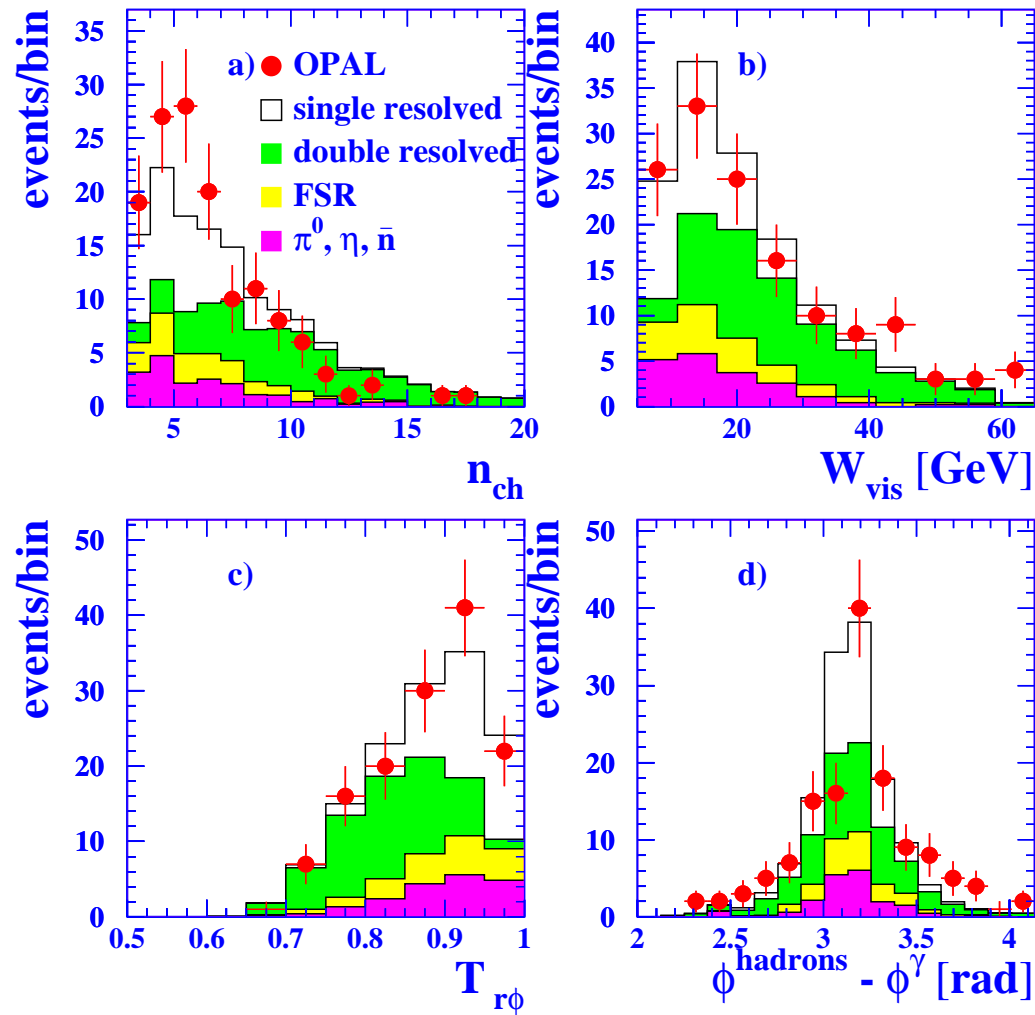 events/bin
35
30
25
20
15
10
5
0
a)
OPAL
single resolved
double resolved
FSR
π⁰, η, n̄
5 10 15 20
n_ch
events/bin
40
35
30
25
20
15
10
5
0
b)
20 40 60
W_vis [GeV]
events/bin
50
40
30
20
10
0
c)
0.5 0.6 0.7 0.8 0.9 1
T_rϕ
events/bin
50
40
30
20
10
0
d)
2 2.5 3 3.5 4
ϕ^hadrons - ϕ^γ [rad]